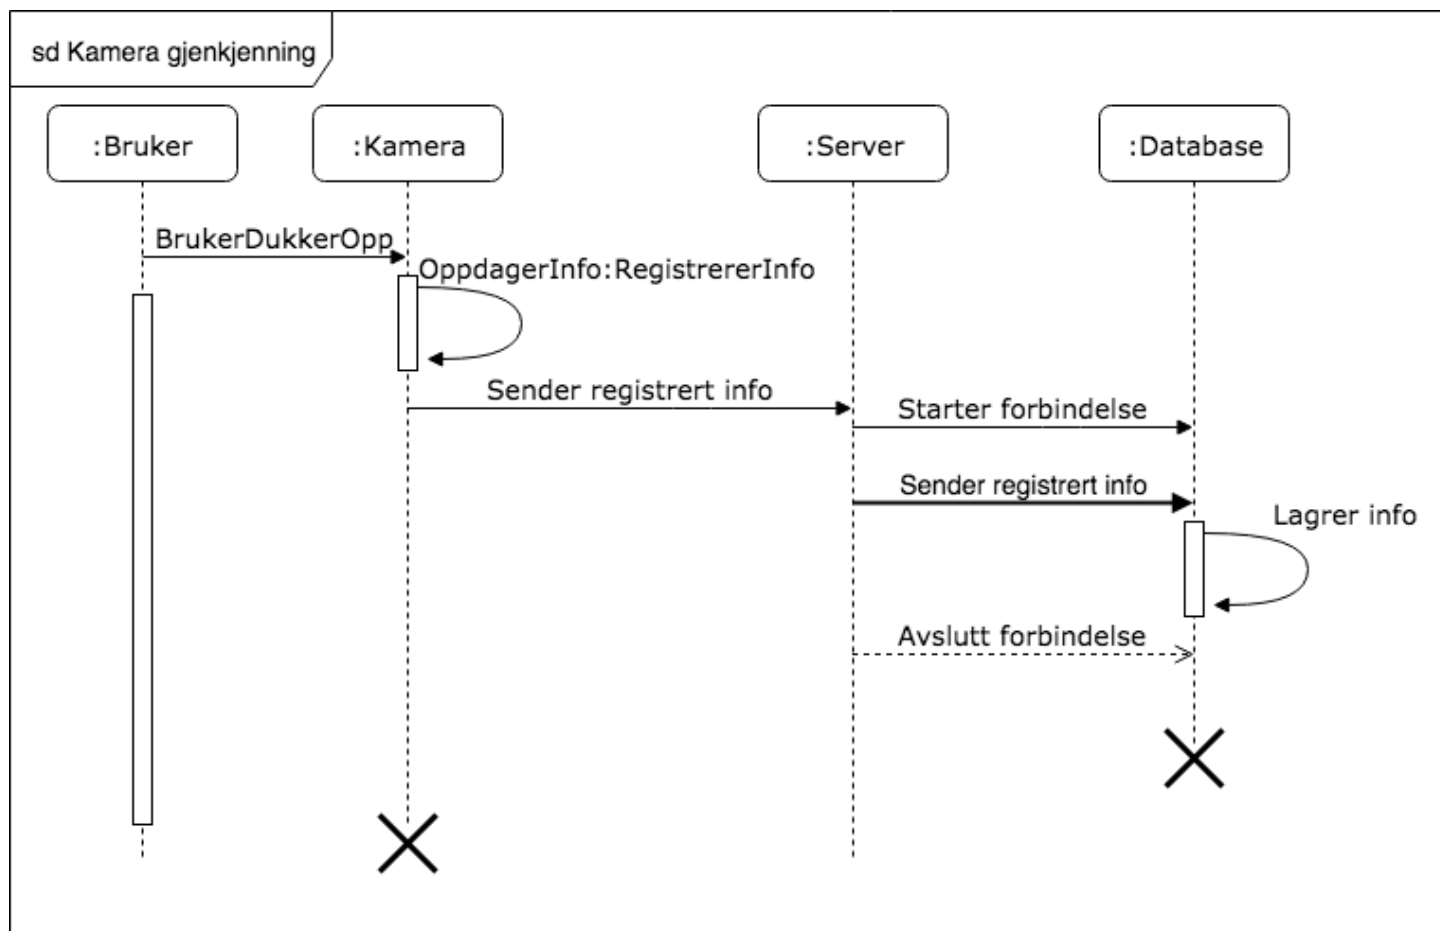 sd Kamera gjenkjenning
:Bruker
:Kamera
:Server
:Database
BrukerDukkerOpp
OppdagerInfo:RegistrererInfo
Sender registrert info
Starter forbindelse
Sender registrert info
Lagrer info
Avslutt forbindelse